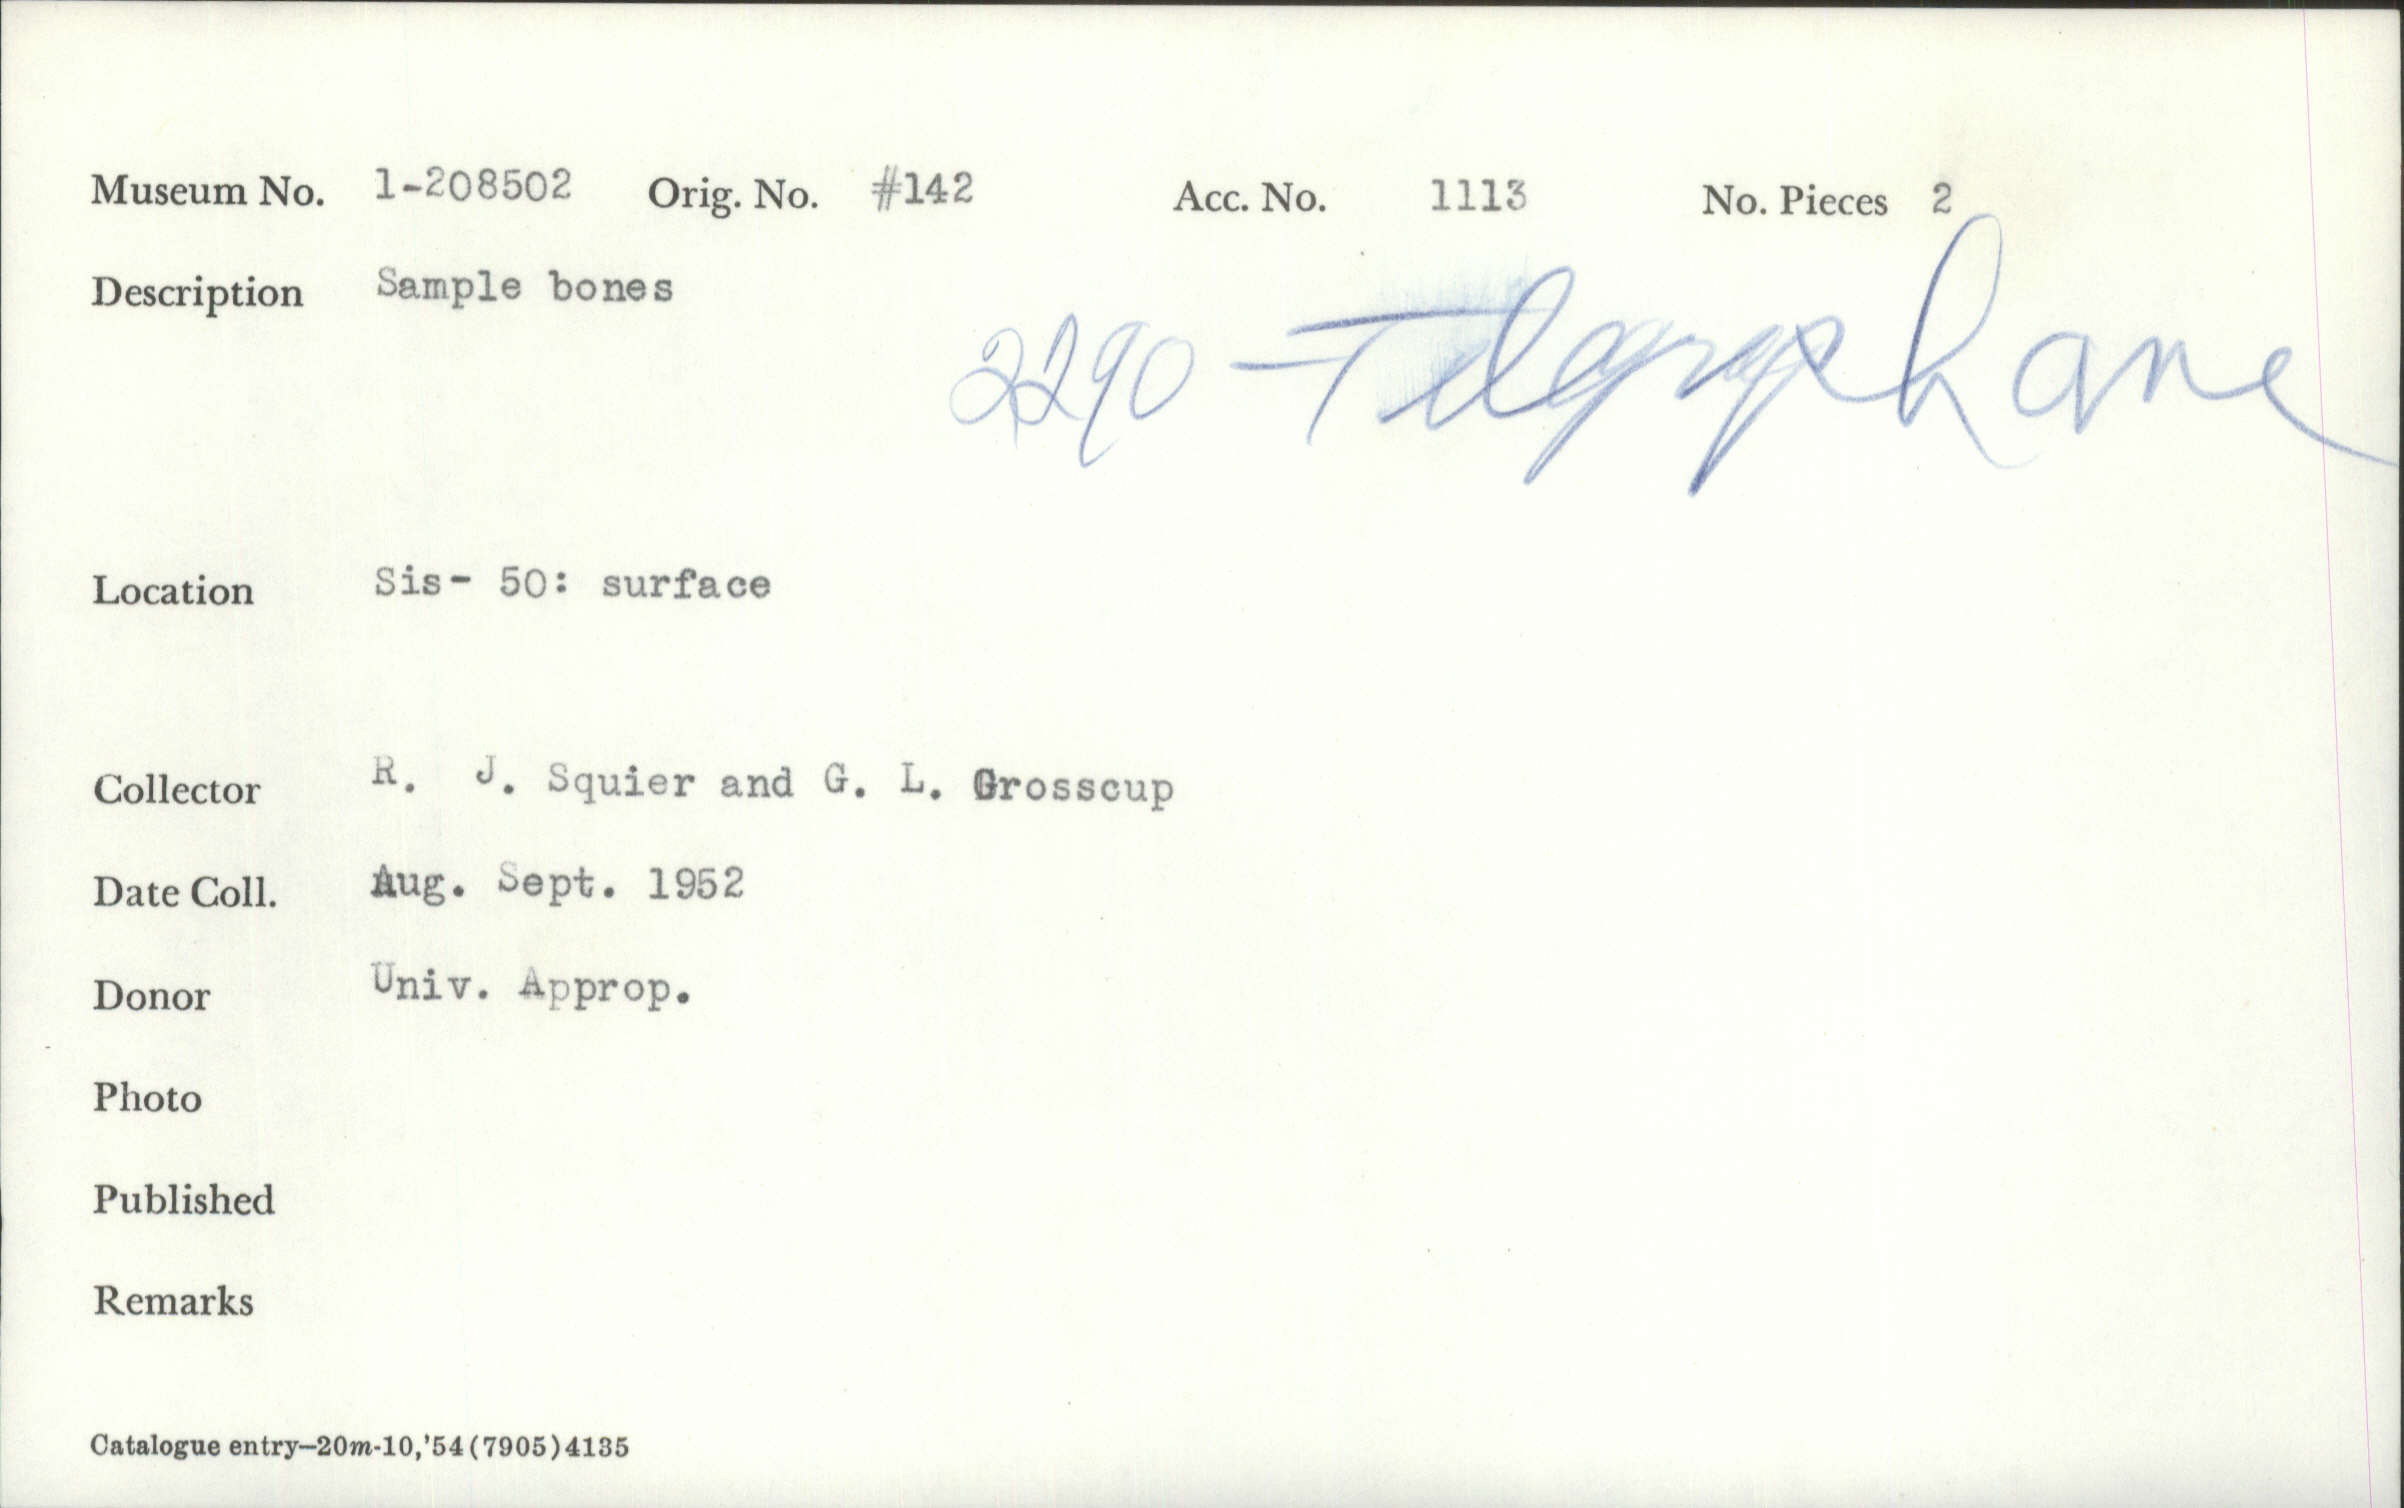 Museum No. 1-208502 Orig. No. #142 Acc. No. 1113 No. Pieces 2
Description Sample bones
2290 -
Location Sis- 50: surface
Collector R. J. Squier and G. L. Grosscup
Date Coll. Aug. Sept. 1952
Donor Univ. Approp.
Photo
Published
Remarks
Catalogue entry—20m-10,'54(7905)4135